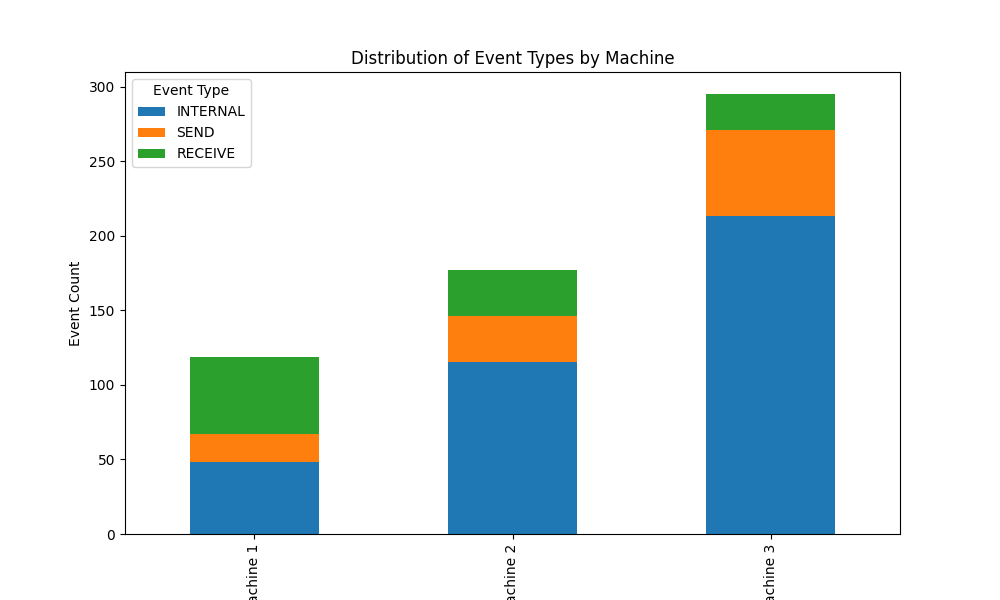 Distribution of Event Types by Machine
Event Type
INTERNAL
SEND
RECEIVE
300
250
200
150
100
50
0
Event Count
achine 1
achine 2
achine 3